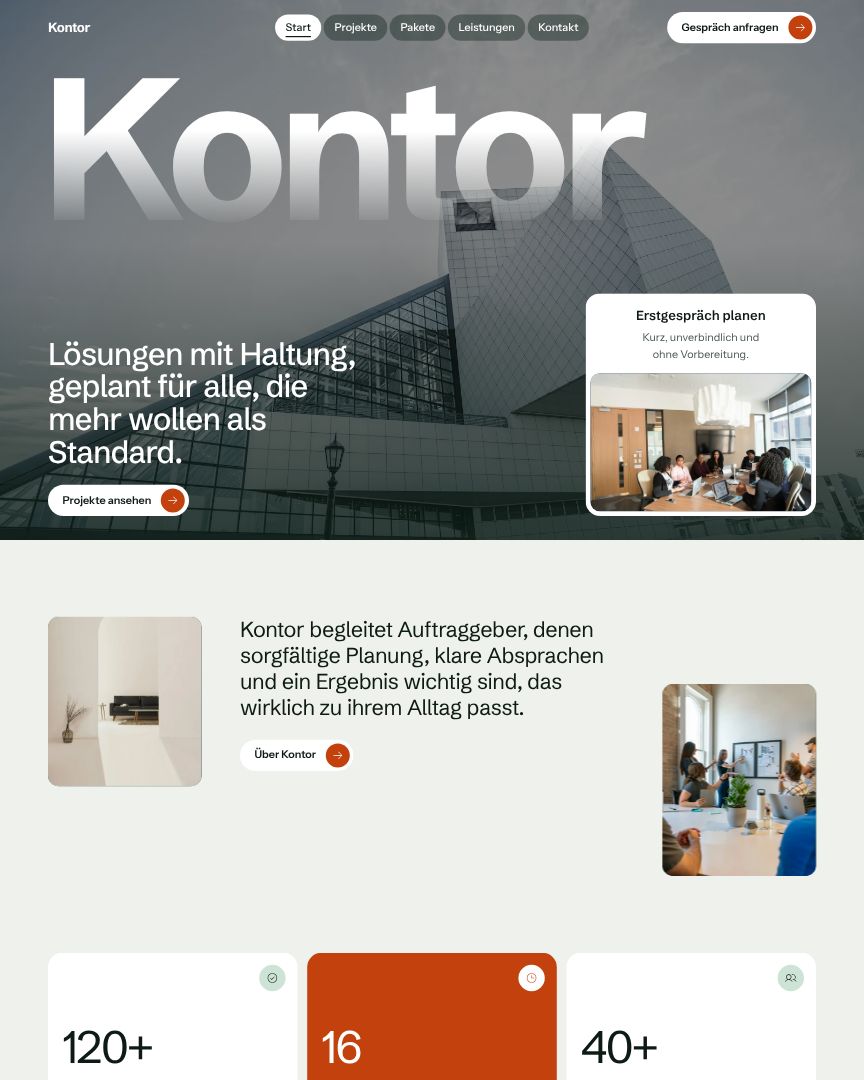 Kontor
Start
Projekte
Pakete
Leistungen
Kontakt
Gespräch anfragen
Kontor
Lösungen mit Haltung,
geplant für alle, die
mehr wollen als
Standard.
Projekte ansehen
Erstgespräch planen
Kurz, unverbindlich und
ohne Vorbereitung.
Kontor begleitet Auftraggeber, denen
sorgfältige Planung, klare Absprachen
und ein Ergebnis wichtig sind, das
wirklich zu ihrem Alltag passt.
Über Kontor
120+
16
40+